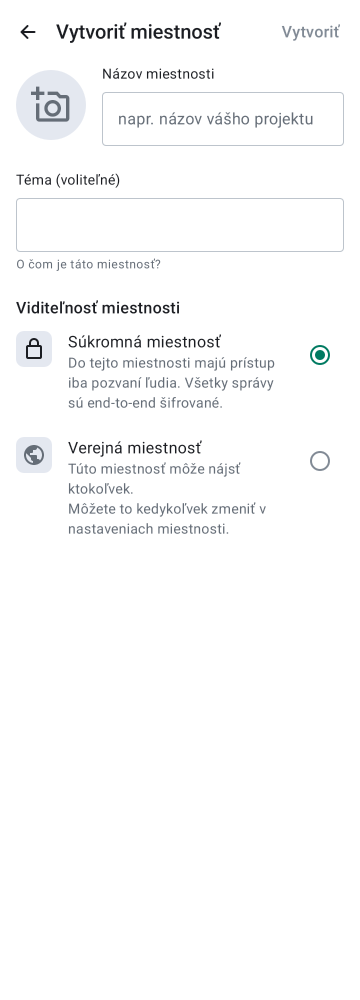 Vytvoriť miestnosť
Vytvoriť
Názov miestnosti
napr. názov vášho projektu
Téma (voliteľné)
O čom je táto miestnosť?
Viditeľnosť miestnosti
Súkromná miestnosť
Do tejto miestnosti majú prístup
iba pozvaní ľudia. Všetky správy
sú end-to-end šifrované.
Verejná miestnosť
Túto miestnosť môže nájsť
ktokoľvek.
Môžete to kedykoľvek zmeniť v
nastaveniach miestnosti.